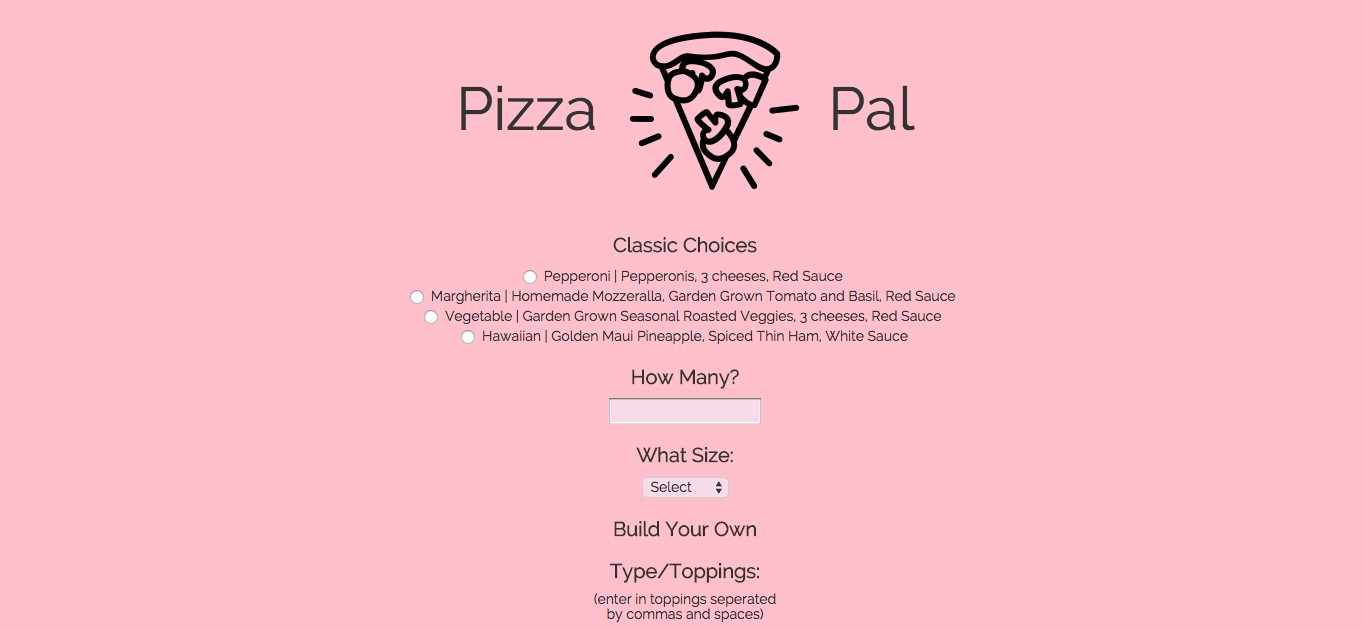 Pizza Pal
Classic Choices
Pepperoni | Pepperonis, 3 cheeses, Red Sauce
Margherita | Homemade Mozzeralla, Garden Grown Tomato and Basil, Red Sauce
Vegetable | Garden Grown Seasonal Roasted Veggies, 3 cheeses, Red Sauce
Hawaiian | Golden Maui Pineapple, Spiced Thin Ham, White Sauce
How Many?
What Size:
Select
Build Your Own
Type/Toppings:
(enter in toppings seperated
by commas and spaces)